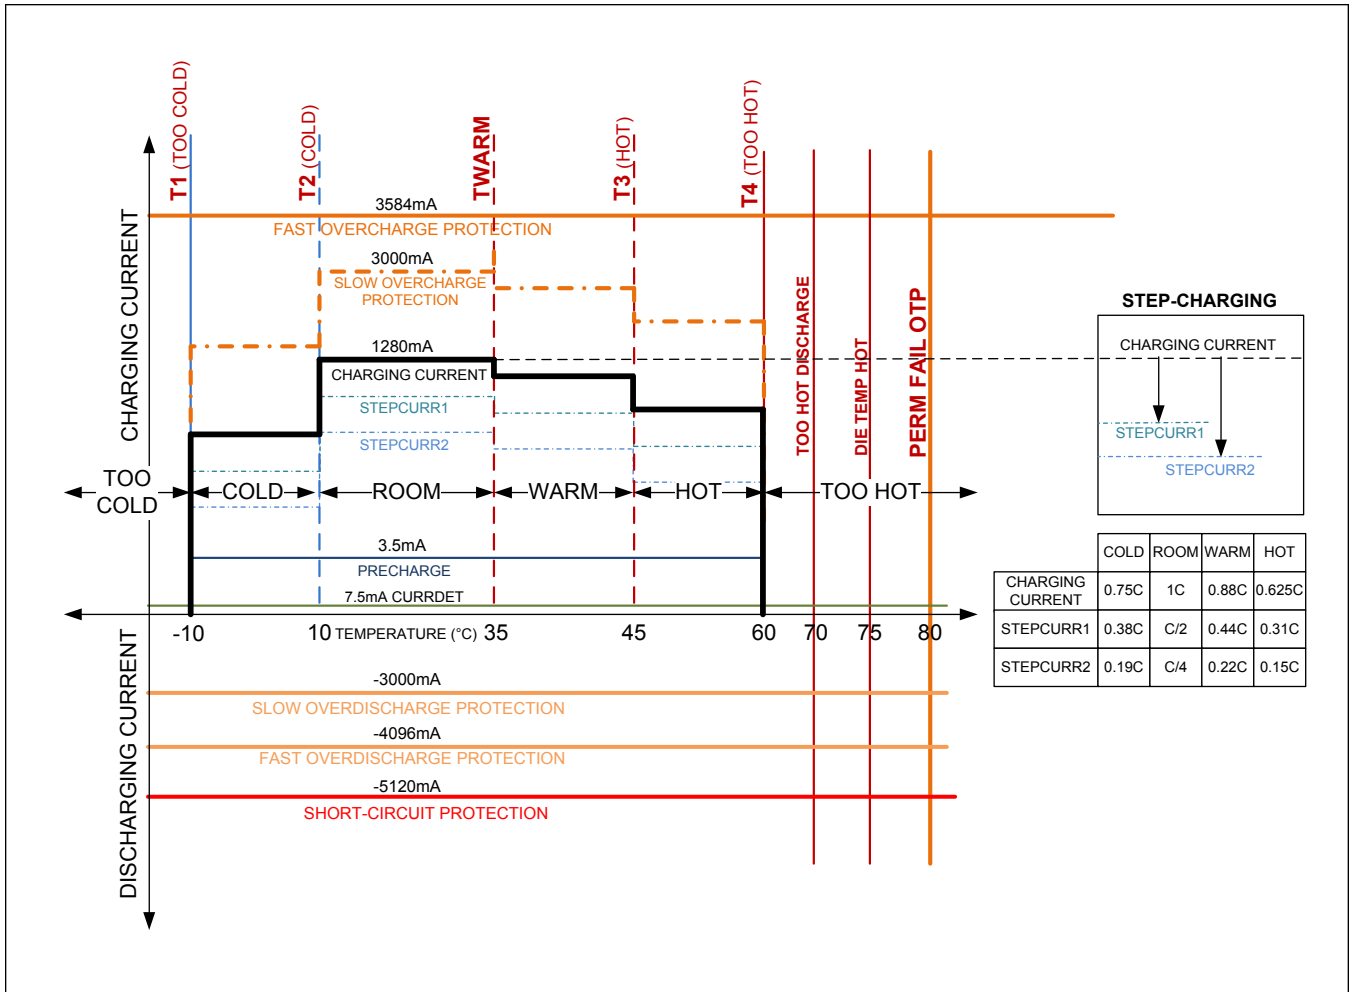 T1 (TOO COLD)
T2 (COLD)
TWARM
T3 (HOT)
T4 (TOO HOT)
CHARGING CURRENT
3584mA
FAST OVERCHARGE PROTECTION
3000mA
SLOW OVERCHARGE
PROTECTION
1280mA
CHARGING CURRENT
STEPCURR1
STEPCURR2
TOO HOT DISCHARGE
DIE TEMP HOT
PERM FAIL OTP
TOO
COLD
COLD
ROOM
WARM
HOT
TOO HOT
3.5mA
PRECHARGE
7.5mA CURRDET
-10
10
TEMPERATURE (°C)
35
45
60
70
75
80
DISCHARGING CURRENT
-3000mA
SLOW OVERDISCHARGE PROTECTION
-4096mA
FAST OVERDISCHARGE PROTECTION
-5120mA
SHORT-CIRCUIT PROTECTION
STEP-CHARGING
CHARGING CURRENT
STEPCURR1
STEPCURR2
COLD ROOM WARM HOT
CHARGING
CURRENT
0.75C 1C 0.88C 0.625C
STEPCURR1 0.38C C/2 0.44C 0.31C
STEPCURR2 0.19C C/4 0.22C 0.15C